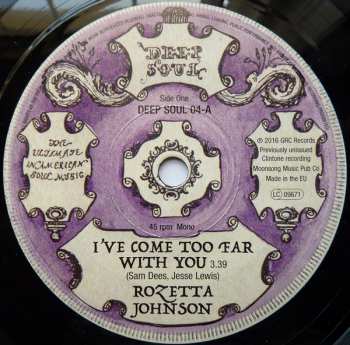 DEEP
SOUL
Side One
DEEP SOUL 04-A
THE
ULTIMATE
IN AMERICAN
SOUL MUSIC
℗ 2016 GRC Records
Previously unissued
Clintone recording
Moonsong Music Pub Co
Made in the EU
LC 09671
45 rpm Mono
I'VE COME TOO FAR
WITH YOU 3.39
(Sam Dees, Jesse Lewis)
ROZETTA
JOHNSON